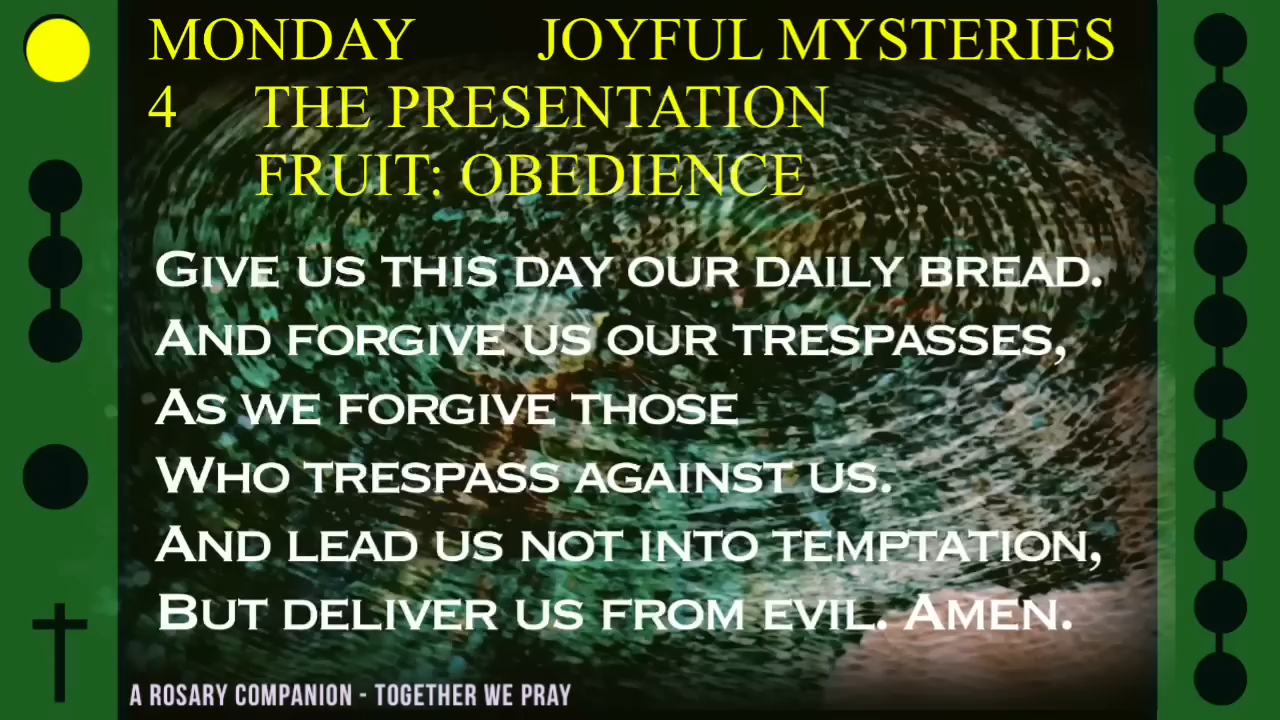 MONDAY JOYFUL MYSTERIES
4 THE PRESENTATION
FRUIT: OBEDIENCE
GIVE US THIS DAY OUR DAILY BREAD.
AND FORGIVE US OUR TRESPASSES,
AS WE FORGIVE THOSE
WHO TRESPASS AGAINST US.
AND LEAD US NOT INTO TEMPTATION,
BUT DELIVER US FROM EVIL. AMEN.
A ROSARY COMPANION - TOGETHER WE PRAY